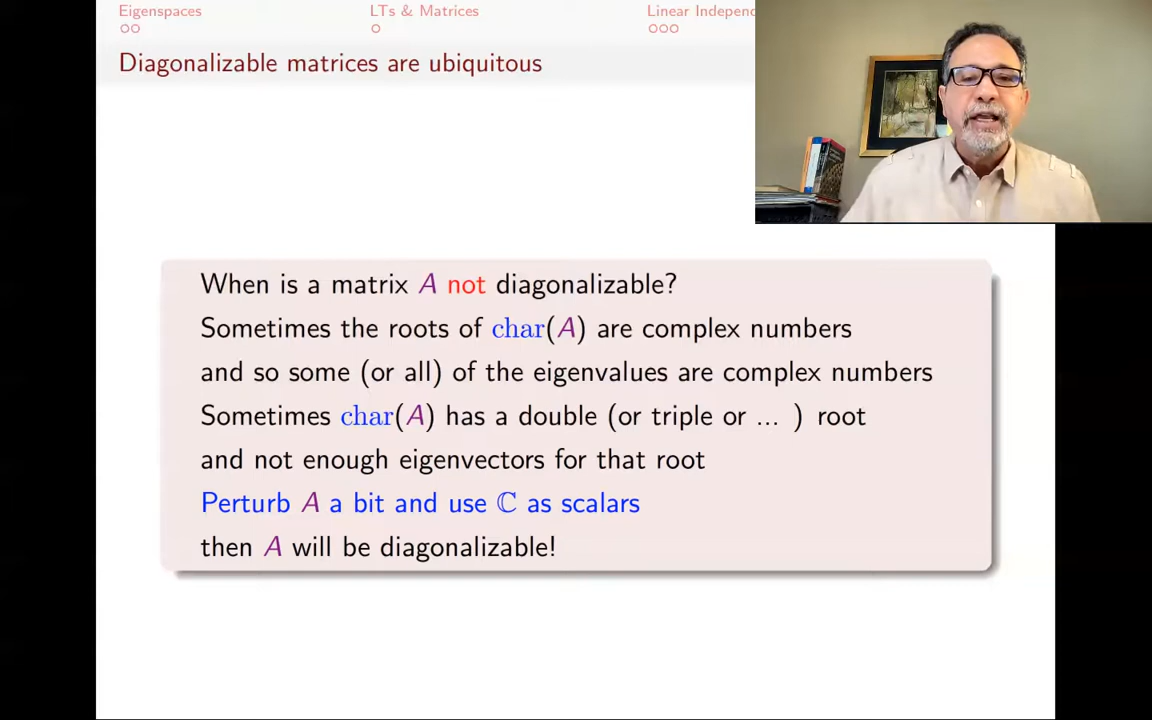 Eigenspaces
LTs & Matrices
Linear Independ
Diagonalizable matrices are ubiquitous
When is a matrix A not diagonalizable?
Sometimes the roots of char(A) are complex numbers
and so some (or all) of the eigenvalues are complex numbers
Sometimes char(A) has a double (or triple or ... ) root
and not enough eigenvectors for that root
Perturb A a bit and use ℂ as scalars
then A will be diagonalizable!